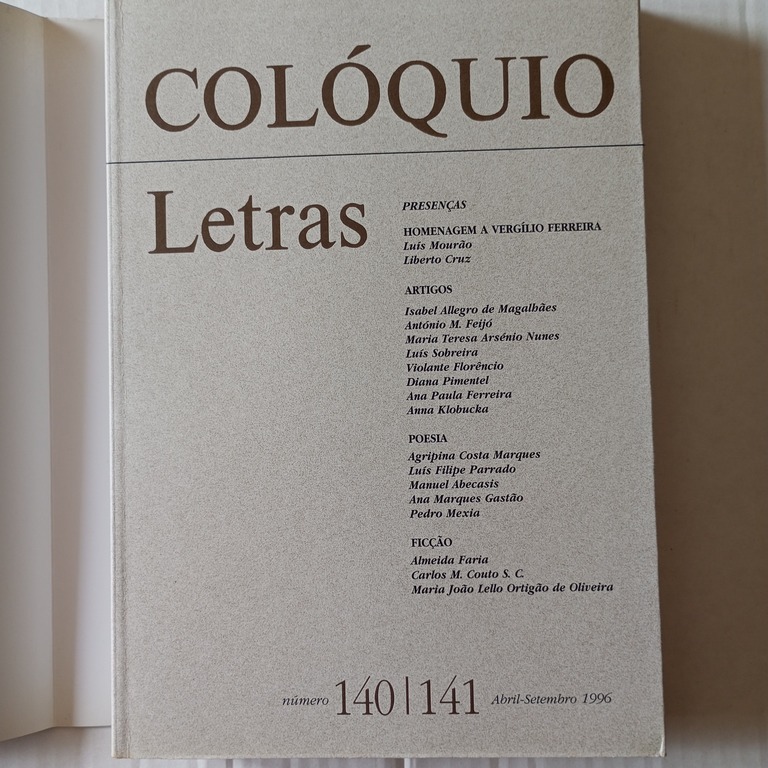 COLÓQUIO
Letras
PRESENÇAS
HOMENAGEM A VERGÍLIO FERREIRA
Luís Mourão
Liberto Cruz
ARTIGOS
Isabel Allegro de Magalhães
António M. Feijó
Maria Teresa Arsénio Nunes
Luís Sobreira
Violante Florêncio
Diana Pimentel
Ana Paula Ferreira
Anna Klobucka
POESIA
Agripina Costa Marques
Luís Filipe Parrado
Manuel Abecasis
Ana Marques Gastão
Pedro Mexia
FICÇÃO
Almeida Faria
Carlos M. Couto S. C.
Maria João Lello Ortigão de Oliveira
número 140|141 Abril-Setembro 1996